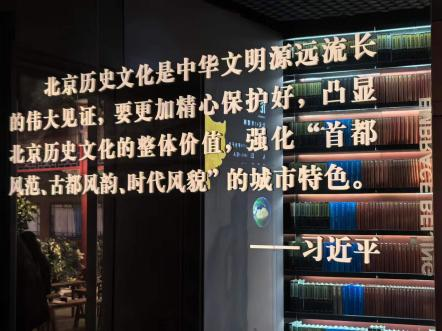 北京历史文化是中华文明源远流长
的伟大见证，要更加精心保护好，凸显
北京历史文化的整体价值，强化“首都
风范、古都风韵、时代风貌”的城市特色。
——习近平
EMBRACE BEIJING